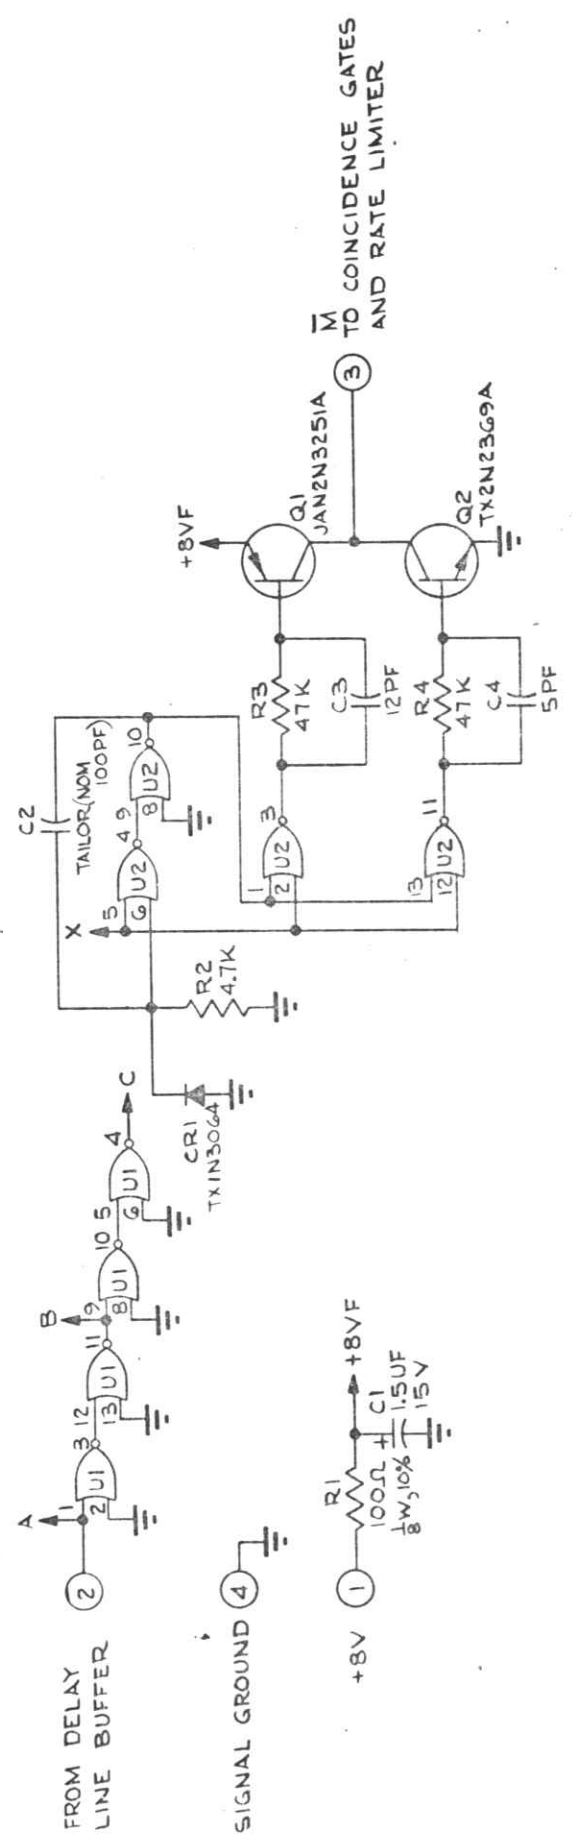 FROM DELAY
LINE BUFFER
2
A
1
2
U1
3
12
13
U1
11
B
9
8
U1
10
5
6
U1
4
C
CR1
TX1N3064
R2
4.7K
X
5
6
U2
4
9
8
U2
10
C2
TAILOR (NOM
100PF)
1
2
U2
3
13
12
U2
11
R3
47K
C3
12PF
R4
47K
C4
5PF
+8VF
Q1
JAN2N3251A
Q2
TX2N2369A
3
M̅
TO COINCIDENCE GATES
AND RATE LIMITER
SIGNAL GROUND
4
+8V
1
R1
100Ω
1/8W, 10%
+8VF
+
C1
1.5UF
15V